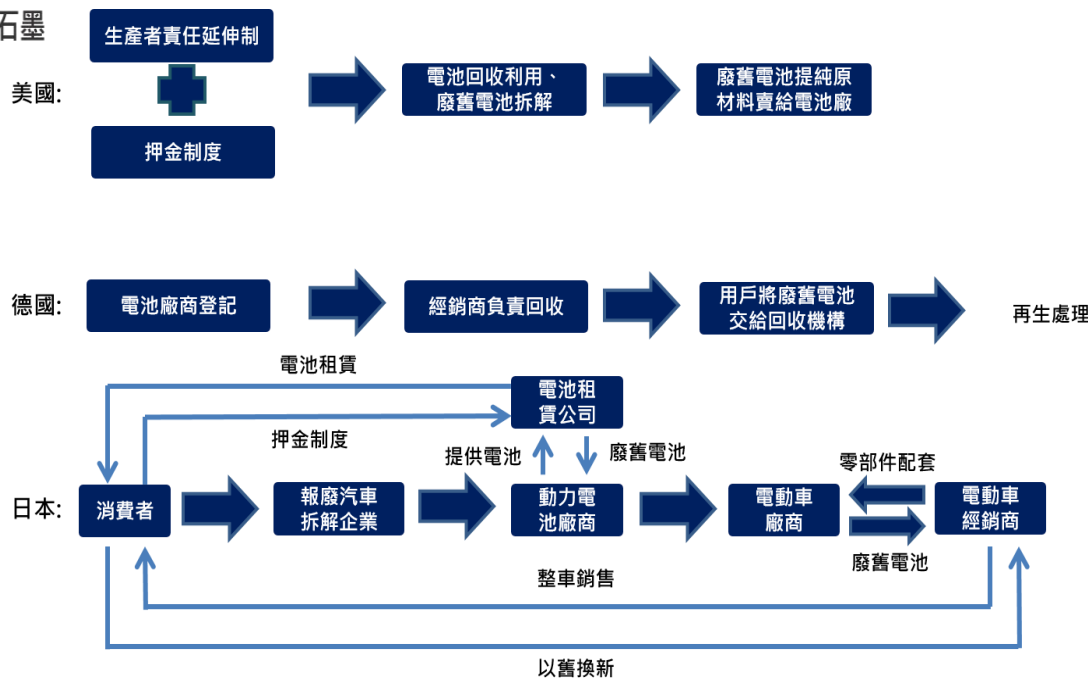 石墨
生產者責任延伸制
美國:
押金制度
電池回收利用、
廢舊電池拆解
廢舊電池提純原
材料賣給電池廠
德國:
電池廠商登記
經銷商負責回收
用戶將廢舊電池
交給回收機構
再生處理
電池租賃
電池租
賃公司
押金制度
提供電池
廢舊電池
零部件配套
日本:
消費者
報廢汽車
拆解企業
動力電
池廠商
電動車
廠商
電動車
經銷商
廢舊電池
整車銷售
以舊換新